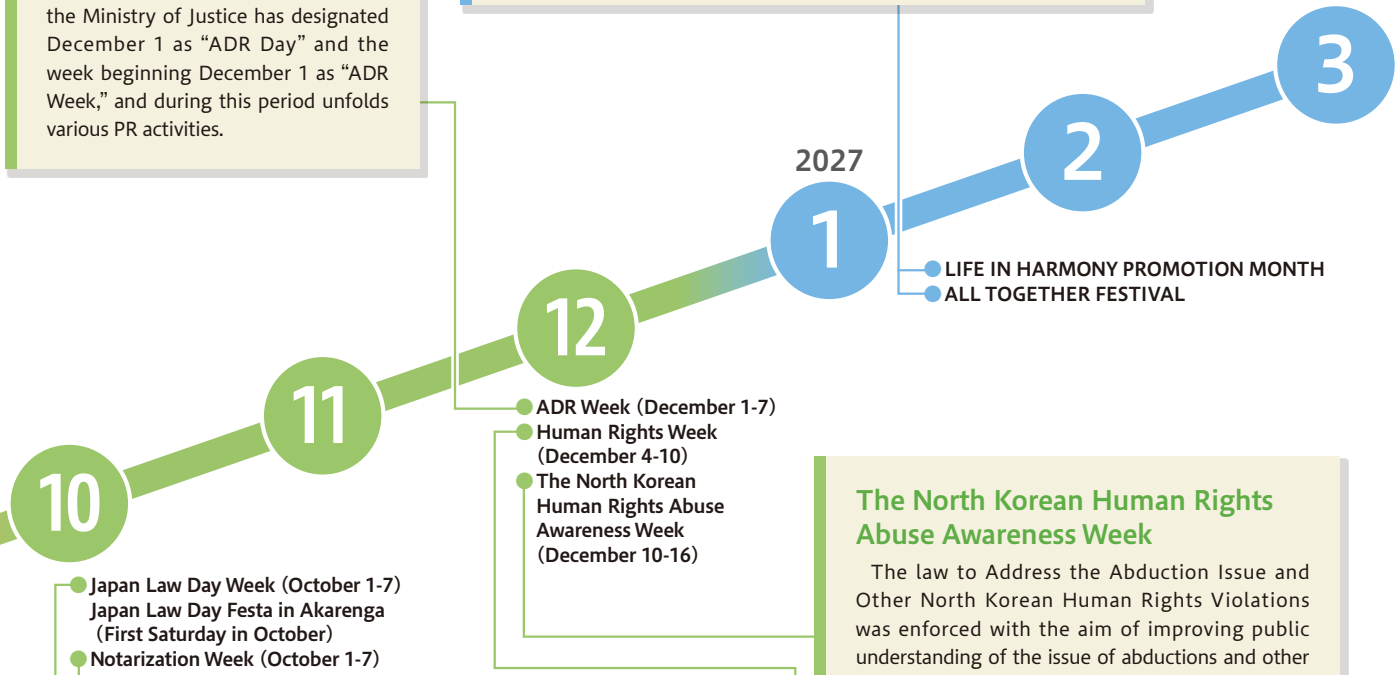 the Ministry of Justice has designated
December 1 as “ADR Day” and the
week beginning December 1 as “ADR
Week,” and during this period unfolds
various PR activities.
3
2
2027
1
LIFE IN HARMONY PROMOTION MONTH
ALL TOGETHER FESTIVAL
12
ADR Week (December 1-7)
Human Rights Week
(December 4-10)
The North Korean
Human Rights Abuse
Awareness Week
(December 10-16)
11
10
Japan Law Day Week (October 1-7)
Japan Law Day Festa in Akarenga
(First Saturday in October)
Notarization Week (October 1-7)
The North Korean Human Rights
Abuse Awareness Week
The law to Address the Abduction Issue and
Other North Korean Human Rights Violations
was enforced with the aim of improving public
understanding of the issue of abductions and other